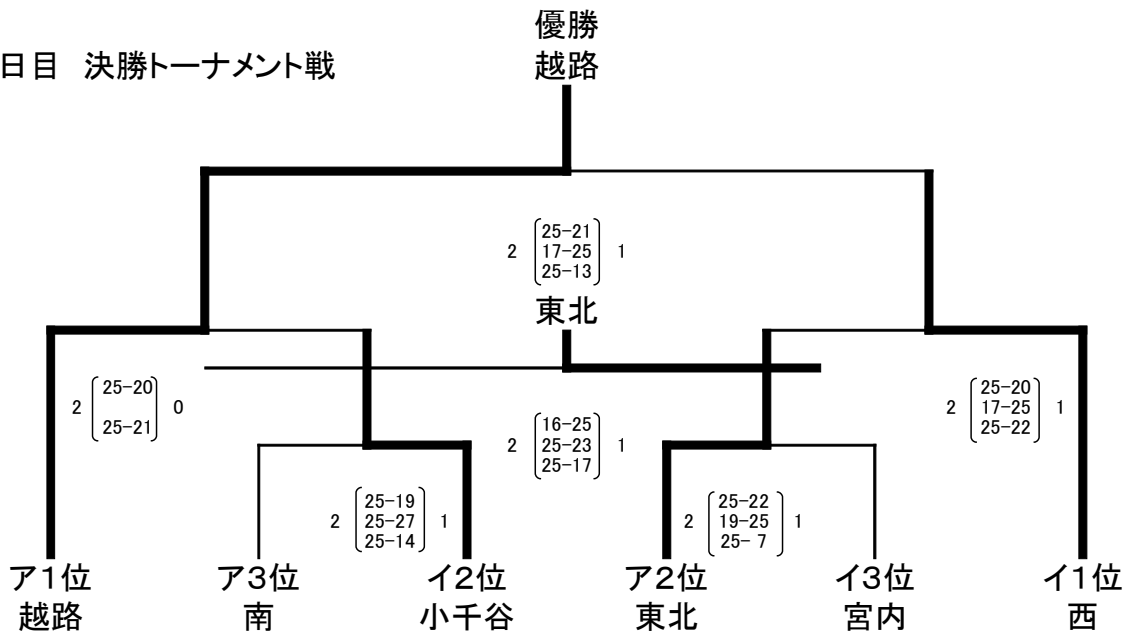 優勝
越路
日目 決勝トーナメント戦
25-21
2 17-25 1
25-13
東北
25-20
2 0
25-21
25-20
2 17-25 1
25-22
16-25
2 25-23 1
25-17
25-19
2 25-27 1
25-14
25-22
2 19-25 1
25- 7
ア1位
越路
ア3位
南
イ2位
小千谷
ア2位
東北
イ3位
宮内
イ1位
西